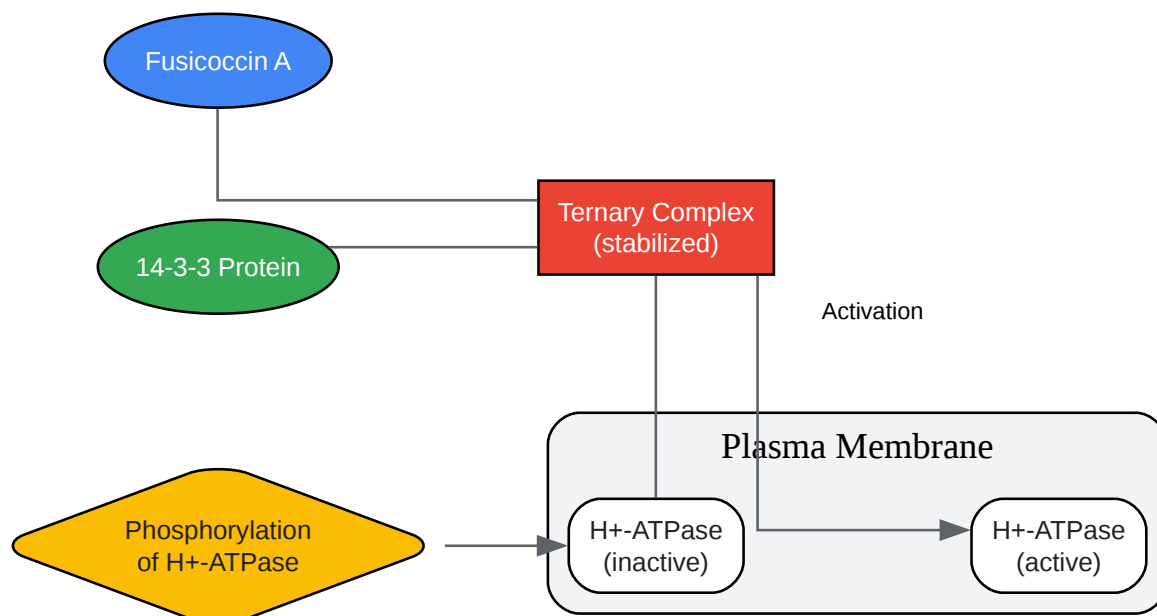 Fusicoccin A
Ternary Complex
(stabilized)
14-3-3 Protein
Activation
Plasma Membrane
Phosphorylation
of H+-ATPase
H+-ATPase
(inactive)
H+-ATPase
(active)